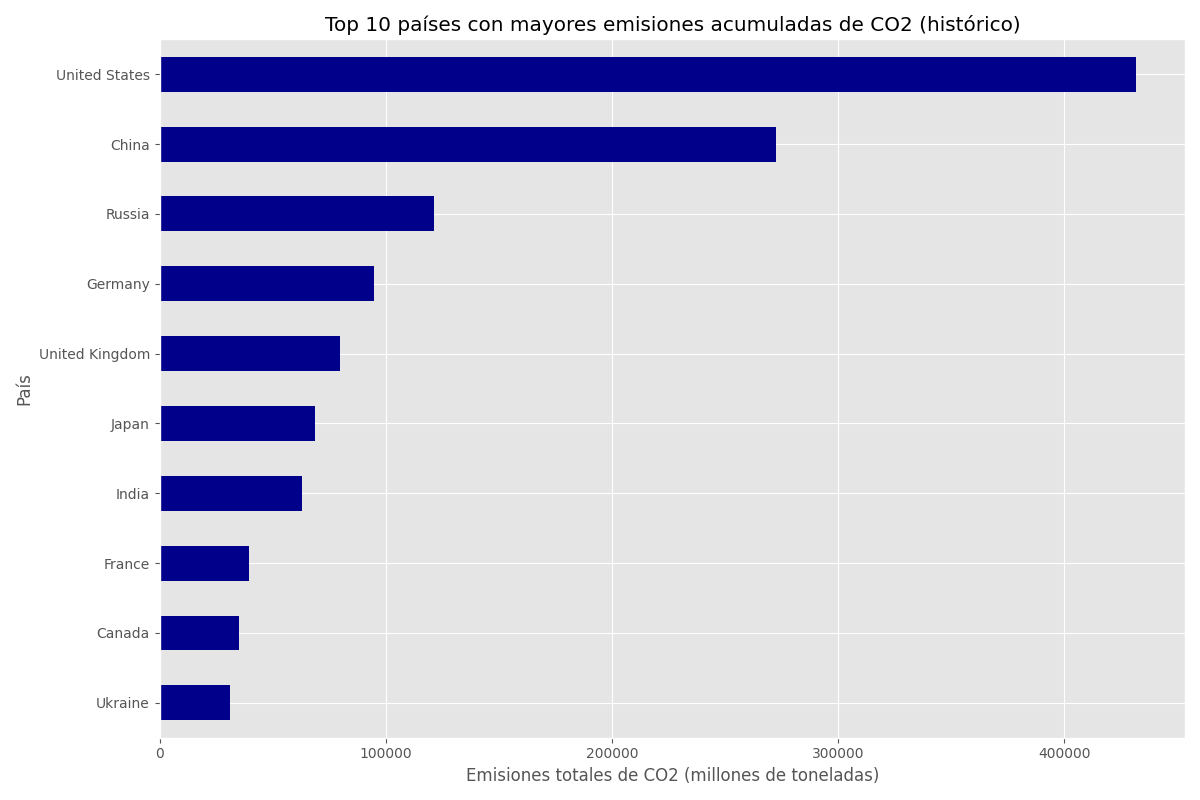 Top 10 países con mayores emisiones acumuladas de CO2 (histórico)
País
United States
China
Russia
Germany
United Kingdom
Japan
India
France
Canada
Ukraine
0 100000 200000 300000 400000
Emisiones totales de CO2 (millones de toneladas)